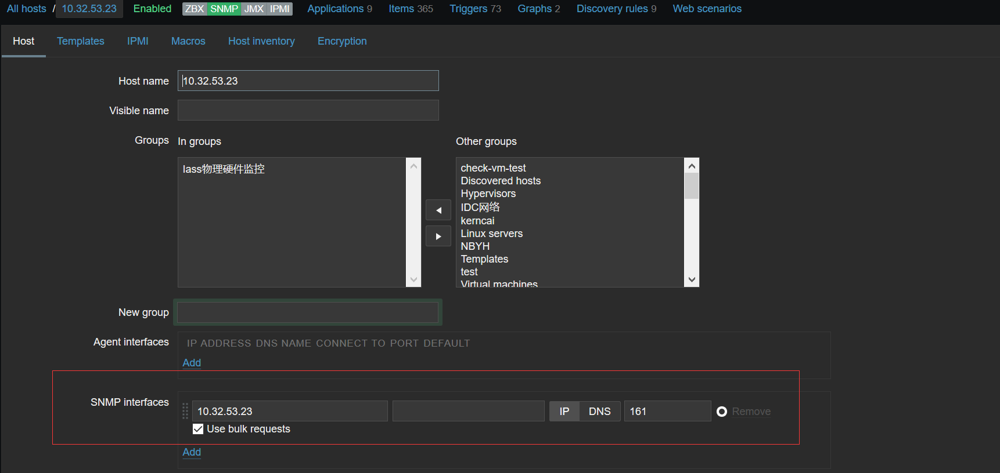 All hosts / 10.32.53.23 Enabled ZBX SNMP JMX IPMI Applications 9 Items 365 Triggers 73 Graphs 2 Discovery rules 9 Web scenarios
Host Templates IPMI Macros Host inventory Encryption
Host name 10.32.53.23
Visible name
Groups In groups Other groups
Iass物理硬件监控
check-vm-test
Discovered hosts
Hypervisors
IDC网络
kerncai
Linux servers
NBYH
Templates
test
Virtual machines
New group
Agent interfaces IP ADDRESS DNS NAME CONNECT TO PORT DEFAULT
Add
SNMP interfaces 10.32.53.23 IP DNS 161 Remove
Use bulk requests
Add